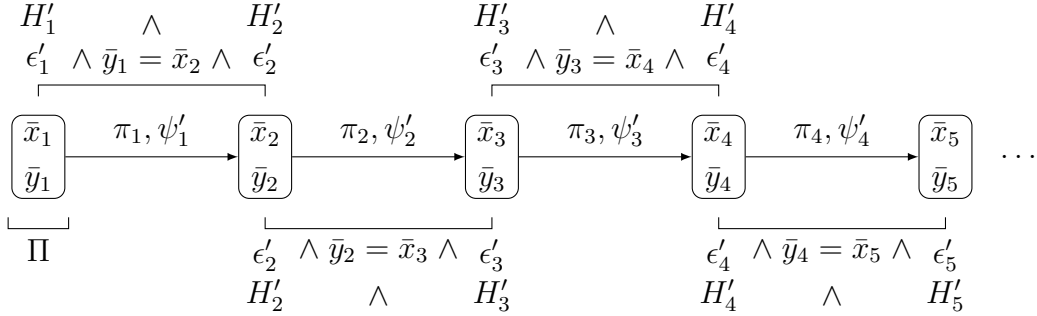 H′₁ ∧ H′₂ H′₃ ∧ H′₄
ϵ′₁ ∧ ȳ₁ = x̄₂ ∧ ϵ′₂ ϵ′₃ ∧ ȳ₃ = x̄₄ ∧ ϵ′₄
x̄₁ π₁, ψ′₁ x̄₂ π₂, ψ′₂ x̄₃ π₃, ψ′₃ x̄₄ π₄, ψ′₄ x̄₅
ȳ₁ ȳ₂ ȳ₃ ȳ₄ ȳ₅ ⋯
Π ϵ′₂ ∧ ȳ₂ = x̄₃ ∧ ϵ′₃ ϵ′₄ ∧ ȳ₄ = x̄₅ ∧ ϵ′₅
H′₂ ∧ H′₃ H′₄ ∧ H′₅